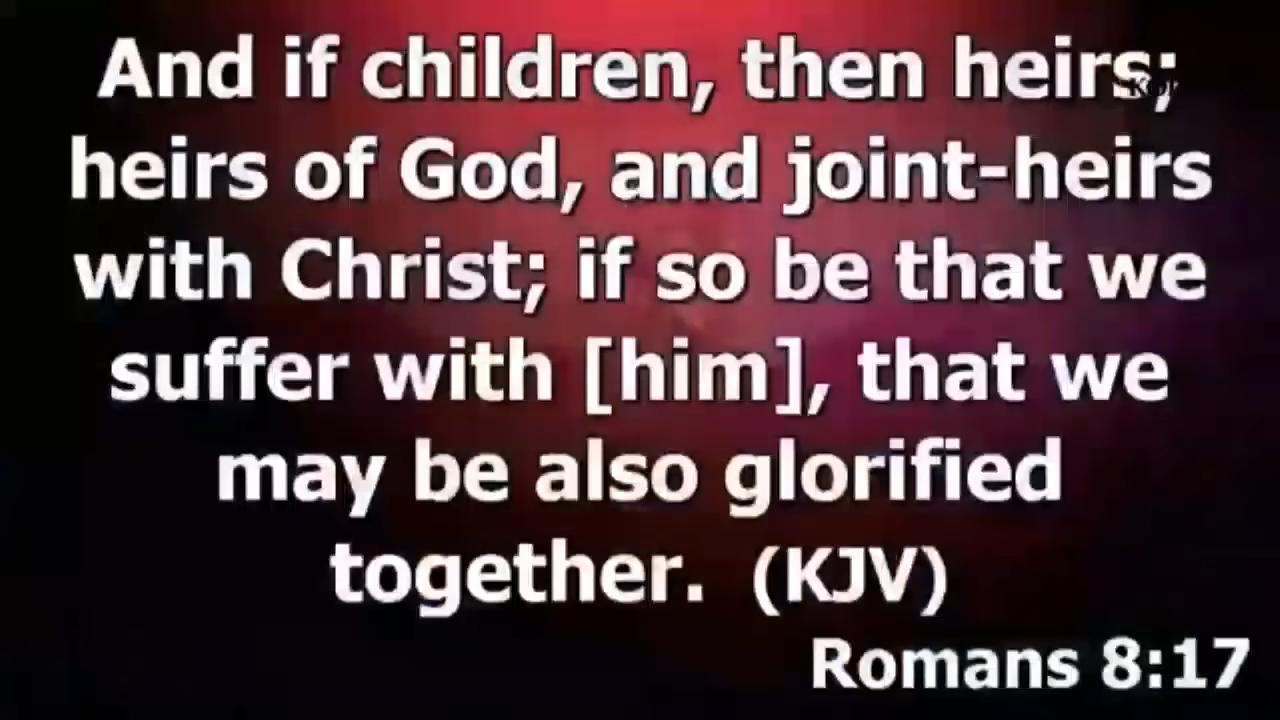 And if children, then heirs;
heirs of God, and joint-heirs
with Christ; if so be that we
suffer with [him], that we
may be also glorified
together. (KJV)
Romans 8:17